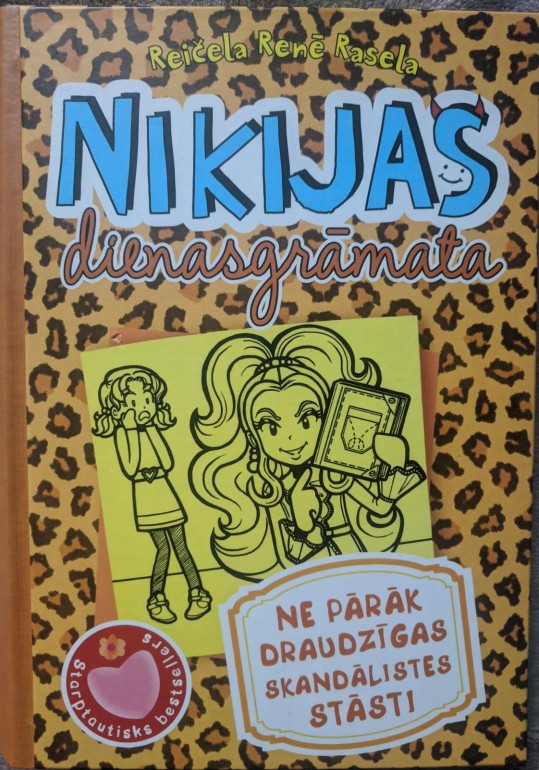 Reičela Renē Rasela
NIKIJAS
dienasgrāmata
NE PĀRĀK
DRAUDZĪGAS
SKANDĀLISTES
STĀSTI
Starptautisks bestsellers